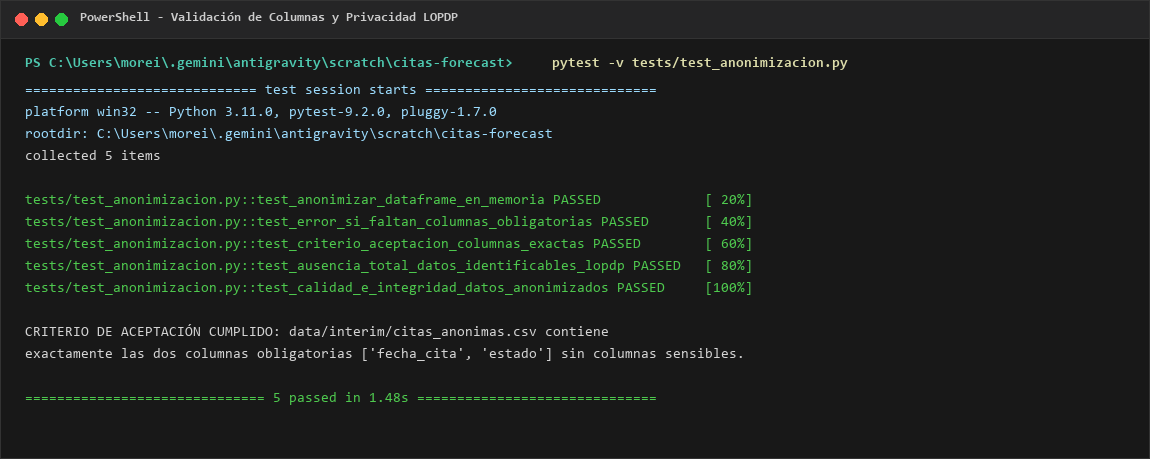 PowerShell - Validación de Columnas y Privacidad LOPDP
PS C:\Users\morei\.gemini\antigravity\scratch\citas-forecast> pytest -v tests/test_anonimizacion.py
============================= test session starts =============================
platform win32 -- Python 3.11.0, pytest-9.2.0, pluggy-1.7.0
rootdir: C:\Users\morei\.gemini\antigravity\scratch\citas-forecast
collected 5 items
tests/test_anonimizacion.py::test_anonimizar_dataframe_en_memoria PASSED [ 20%]
tests/test_anonimizacion.py::test_error_si_faltan_columnas_obligatorias PASSED [ 40%]
tests/test_anonimizacion.py::test_criterio_aceptacion_columnas_exactas PASSED [ 60%]
tests/test_anonimizacion.py::test_ausencia_total_datos_identificables_lopdp PASSED [ 80%]
tests/test_anonimizacion.py::test_calidad_e_integridad_datos_anonimizados PASSED [100%]
CRITERIO DE ACEPTACIÓN CUMPLIDO: data/interim/citas_anonimas.csv contiene
exactamente las dos columnas obligatorias ['fecha_cita', 'estado'] sin columnas sensibles.
============================== 5 passed in 1.48s ==============================